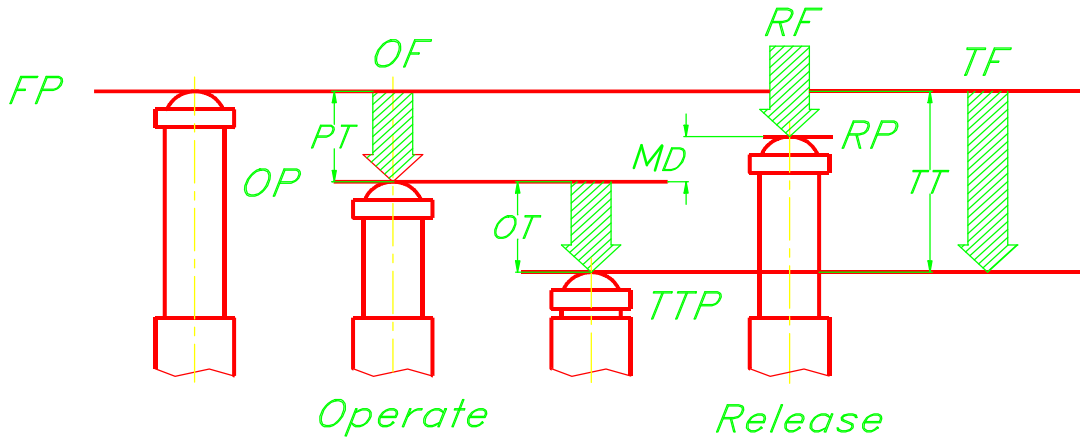 RF
OF
TF
FP
PT
RP
MD
OP
TT
OT
TTP
Operate
Release